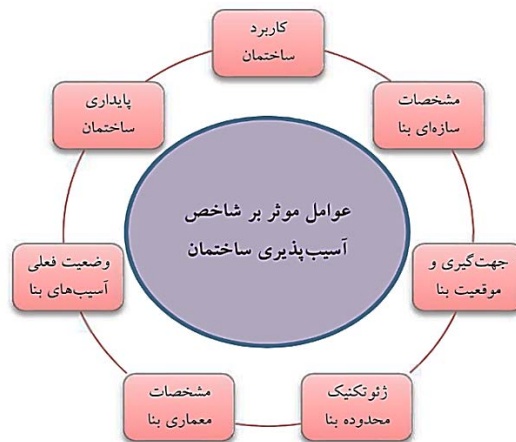 کاربرد
ساختمان
مشخصات
سازه‌ای بنا
جهت‌گیری و
موقعیت بنا
ژئوتکنیک
محدوده بنا
مشخصات
معماری بنا
وضعیت فعلی
آسیب‌های بنا
پایداری
ساختمان
عوامل موثر بر شاخص
آسیب‌پذیری ساختمان